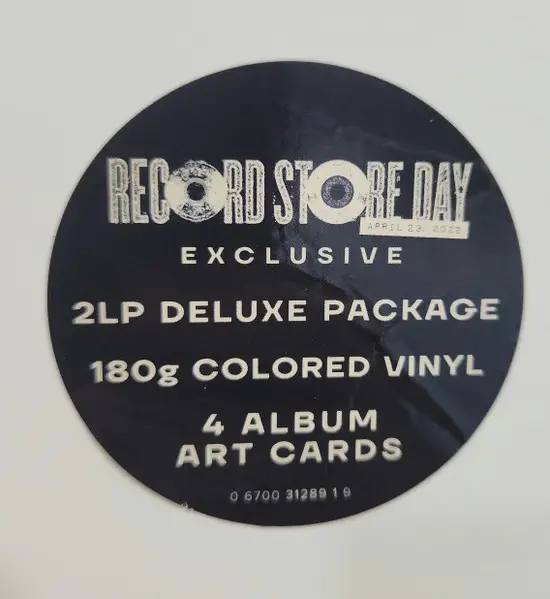 RECORD STORE DAY
APRIL 23, 2022
EXCLUSIVE
2LP DELUXE PACKAGE
180g COLORED VINYL
4 ALBUM
ART CARDS
0 6700 31289 1 9